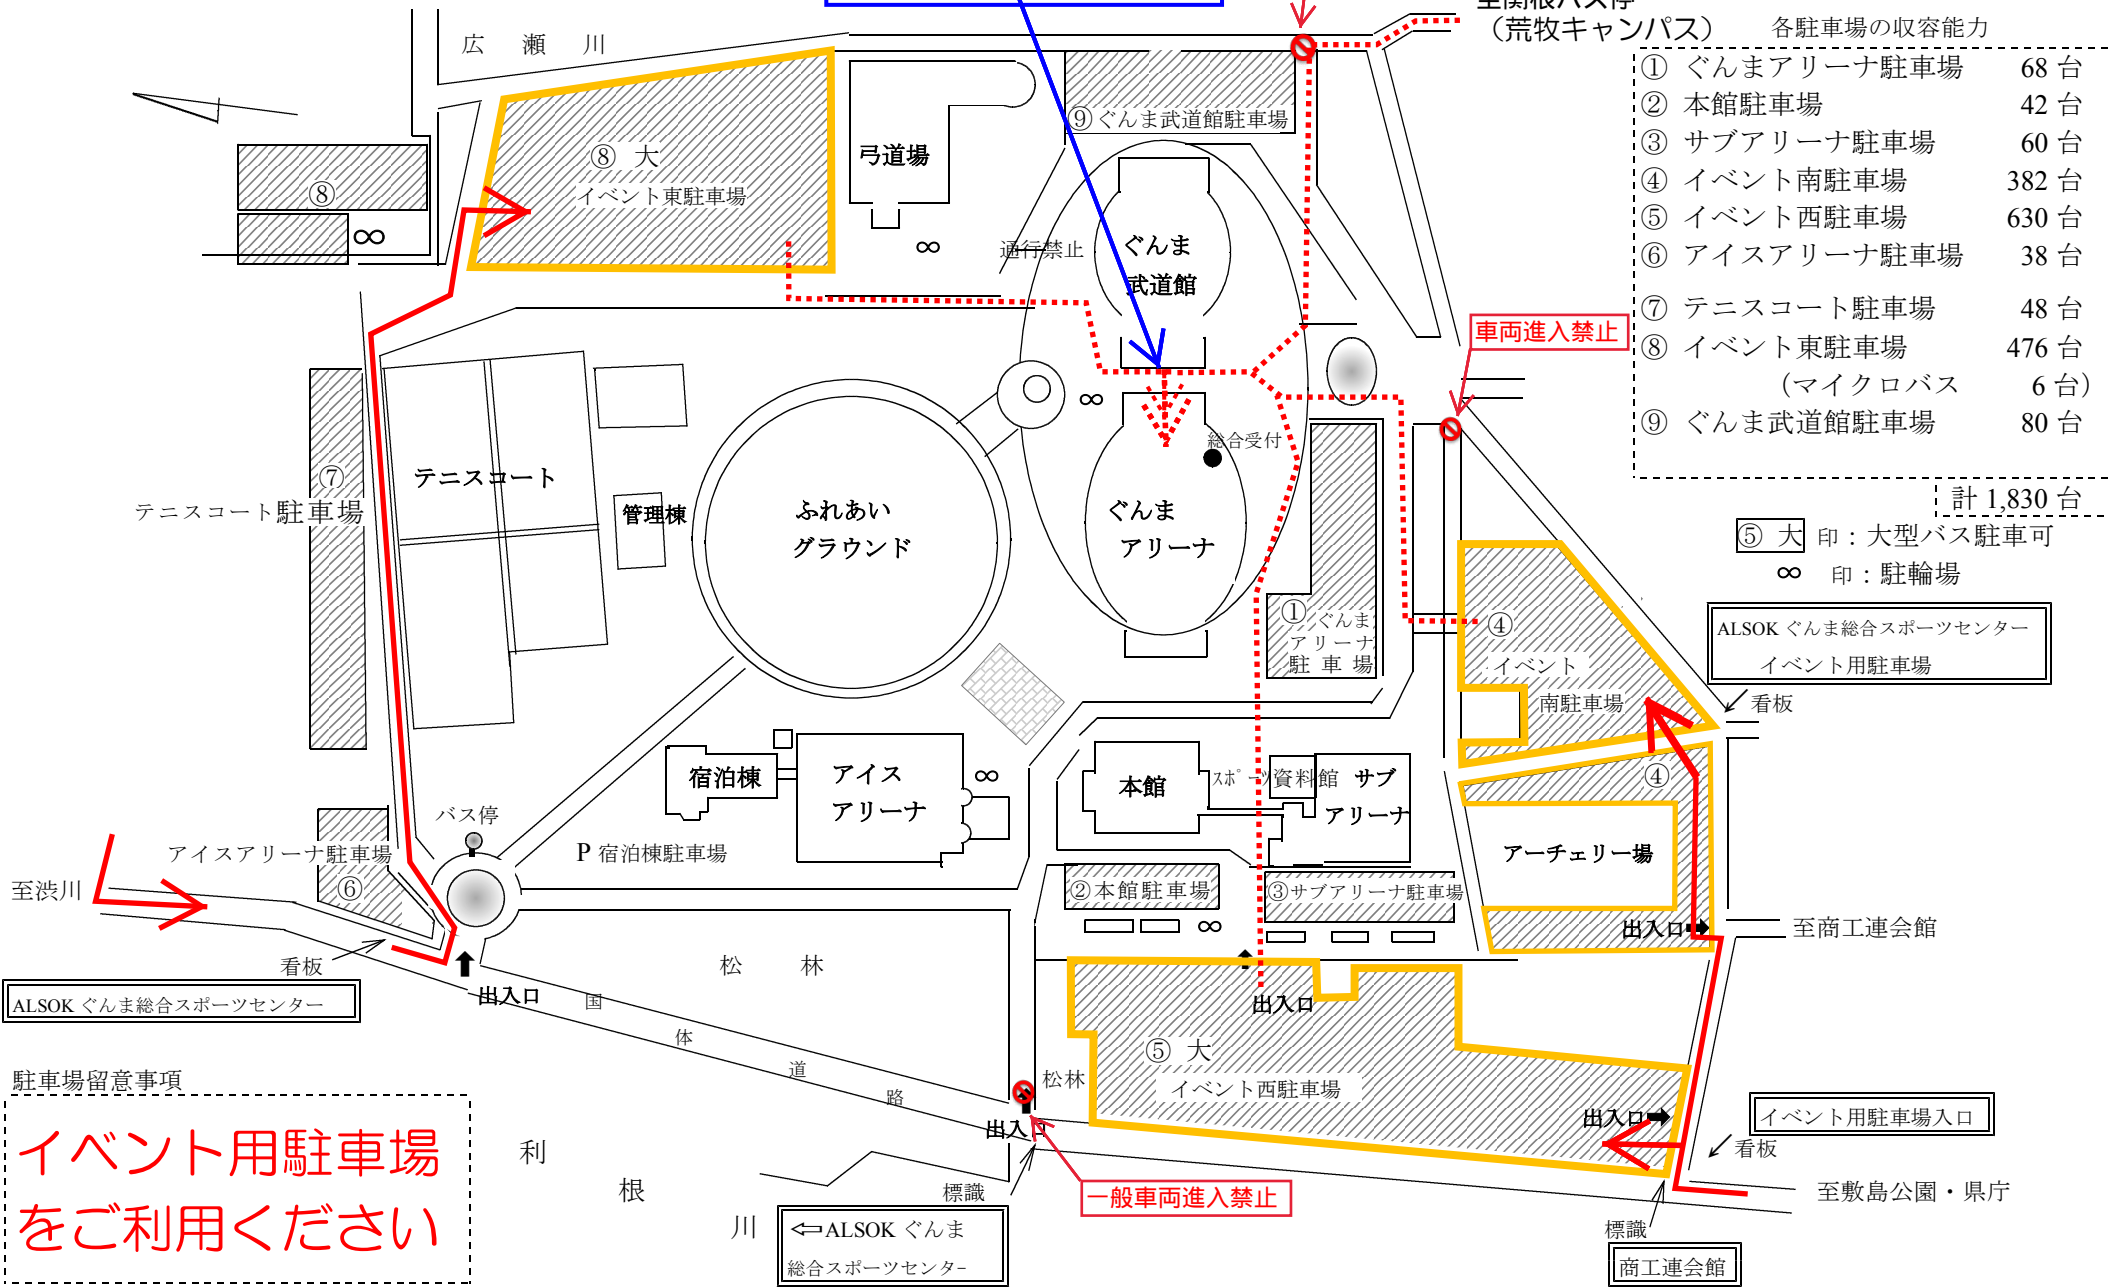 （荒牧キャンパス）
各駐車場の収容能力
① ぐんまアリーナ駐車場 68 台
② 本館駐車場 42 台
③ サブアリーナ駐車場 60 台
④ イベント南駐車場 382 台
⑤ イベント西駐車場 630 台
⑥ アイスアリーナ駐車場 38 台
⑦ テニスコート駐車場 48 台
⑧ イベント東駐車場 476 台
（マイクロバス 6 台）
⑨ ぐんま武道館駐車場 80 台
計 1,830 台
⑤ 大 印：大型バス駐車可
∞ 印：駐輪場
広 瀬 川
⑧ 大
イベント東駐車場
⑧
∞
弓道場
∞
⑨ぐんま武道館駐車場
通行禁止
ぐんま
武道館
車両進入禁止
∞
総合受付
テニスコート
⑦
テニスコート駐車場
管理棟
ふれあい
グラウンド
ぐんま
アリーナ
① ぐんま
アリーナ
駐 車 場
④
イベント
南駐車場
ALSOK ぐんま総合スポーツセンター
イベント用駐車場
看板
④
宿泊棟
アイス
アリーナ
∞
本館
スポーツ資料館
サブ
アリーナ
アーチェリー場
バス停
P 宿泊棟駐車場
アイスアリーナ駐車場
⑥
至渋川
②本館駐車場
∞
③サブアリーナ駐車場
出入口
至商工連会館
看板
ALSOK ぐんま総合スポーツセンター
出入口
松 林
国 体 道 路
出入口
⑤ 大
イベント西駐車場
松林
出入口
出入口
イベント用駐車場入口
看板
至敷島公園・県庁
駐車場留意事項
イベント用駐車場
をご利用ください
利 根 川
標識
一般車両進入禁止
⇦ALSOK ぐんま
総合スポーツセンター
標識
商工連会館